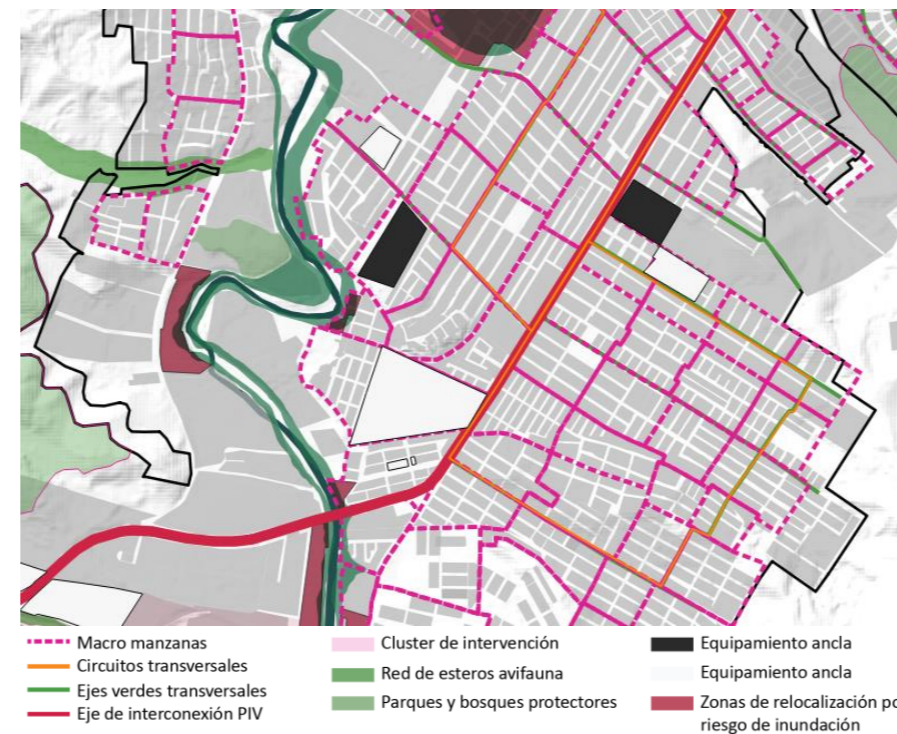 Macro manzanas
Circuitos transversales
Ejes verdes transversales
Eje de interconexión PIV
Cluster de intervención
Red de esteros avifauna
Parques y bosques protectores
Equipamiento ancla
Equipamiento ancla
Zonas de relocalización po
riesgo de inundación